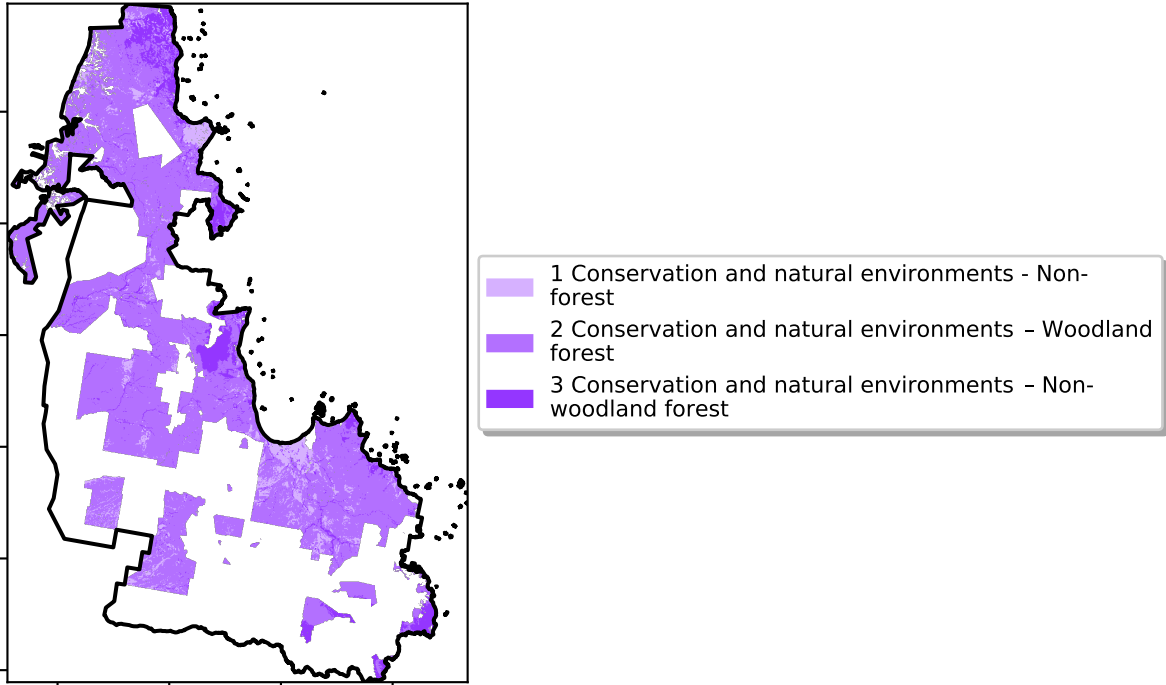 1 Conservation and natural environments - Non-
forest
2 Conservation and natural environments – Woodland
forest
3 Conservation and natural environments – Non-
woodland forest